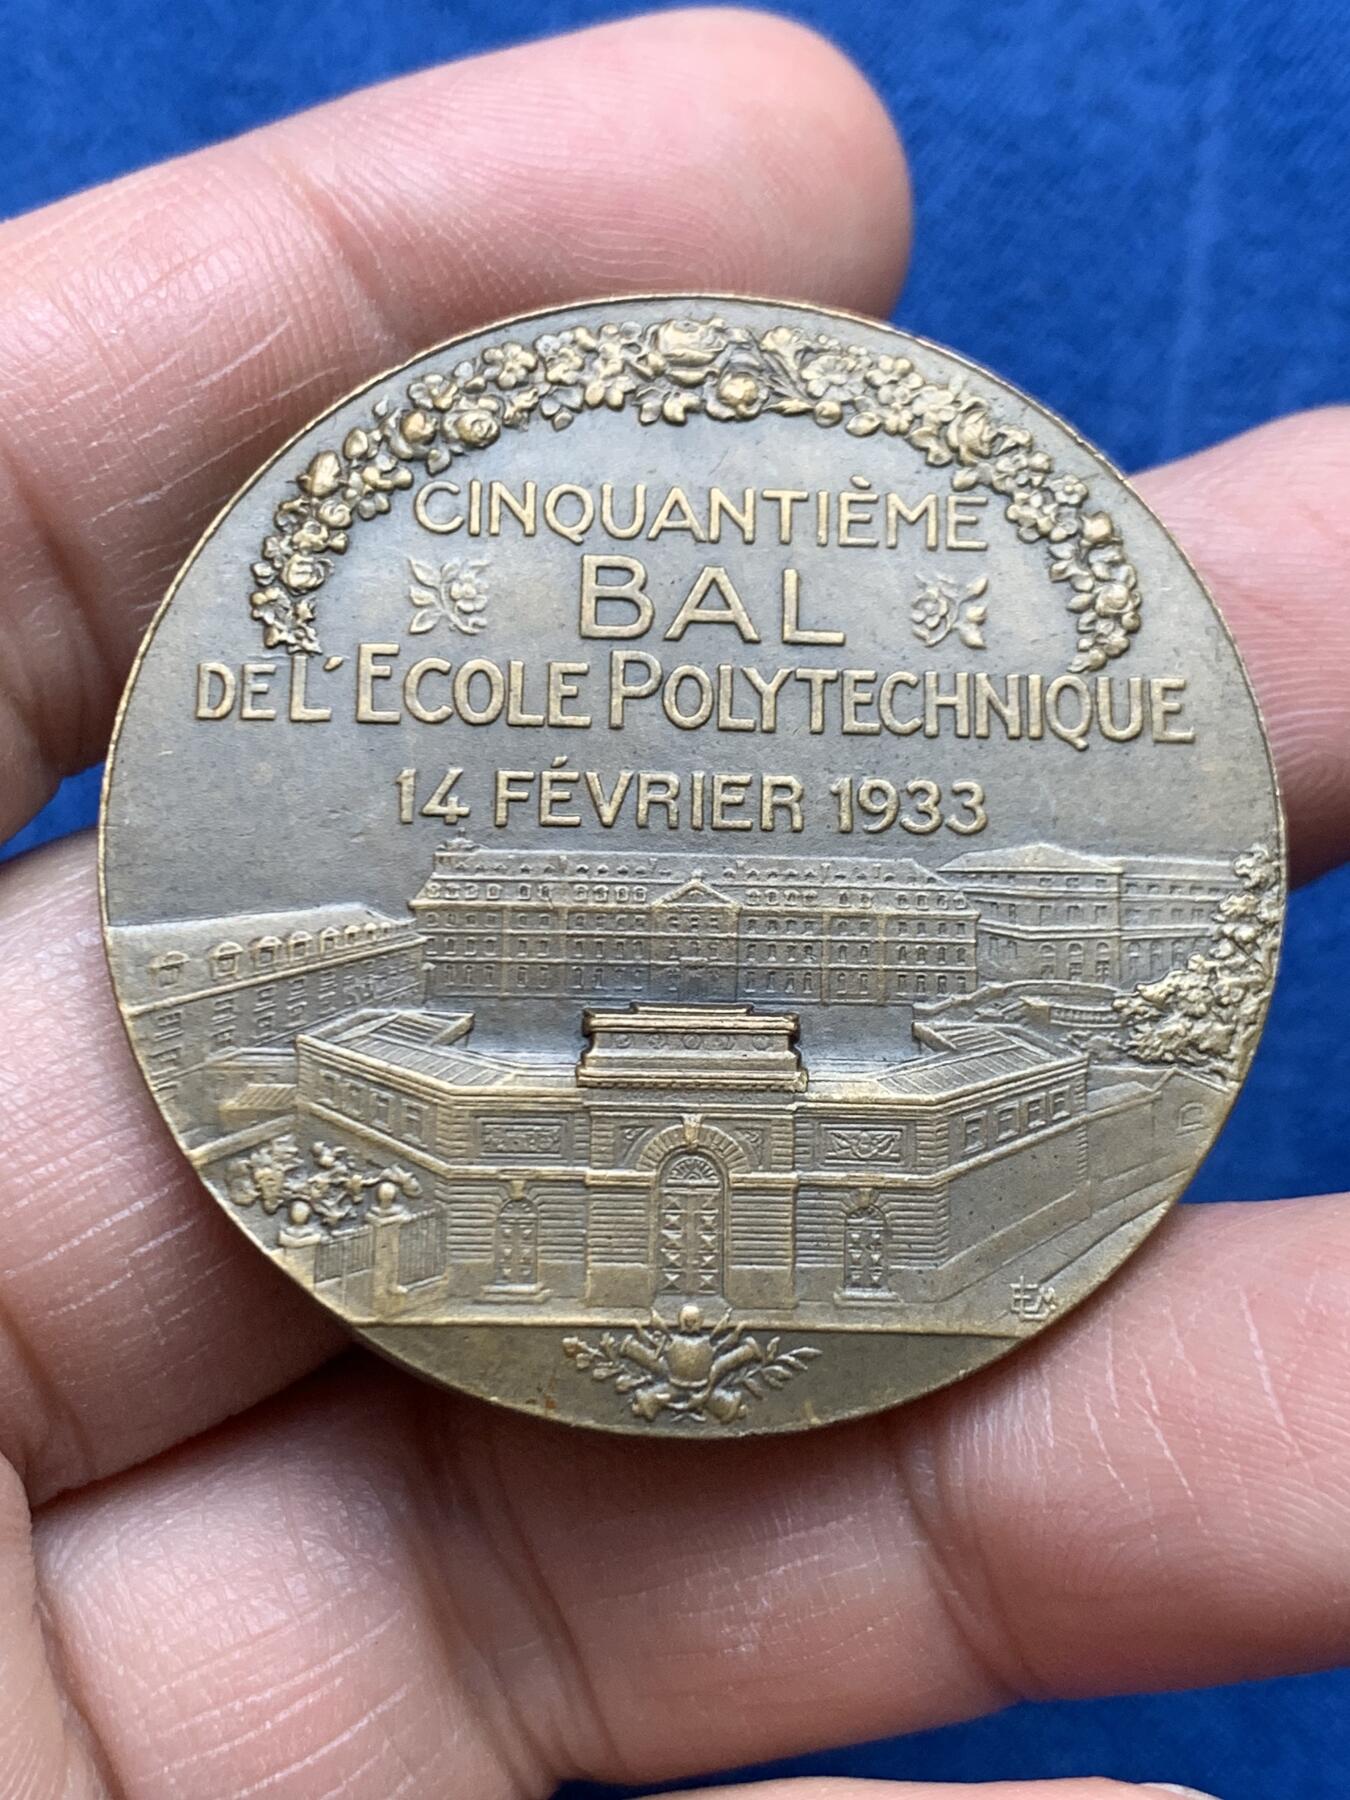 CINQUANTIÈME
BAL
DE L'ECOLE POLYTECHNIQUE
14 FÉVRIER 1933